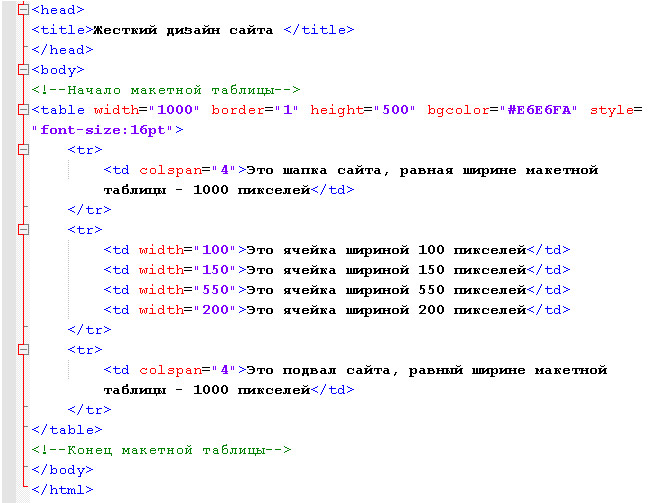 <head>
<title>Жесткий дизайн сайта </title>
</head>
<body>
<!--Начало макетной таблицы-->
<table width="1000" border="1" height="500" bgcolor="#E6E6FA" style=
"font-size:16pt">
<tr>
<td colspan="4">Это шапка сайта, равная ширине макетной
таблицы - 1000 пикселей</td>
</tr>
<tr>
<td width="100">Это ячейка шириной 100 пикселей</td>
<td width="150">Это ячейка шириной 150 пикселей</td>
<td width="550">Это ячейка шириной 550 пикселей</td>
<td width="200">Это ячейка шириной 200 пикселей</td>
</tr>
<tr>
<td colspan="4">Это подвал сайта, равный ширине макетной
таблицы - 1000 пикселей</td>
</tr>
</table>
<!--Конец макетной таблицы-->
</body>
</html>